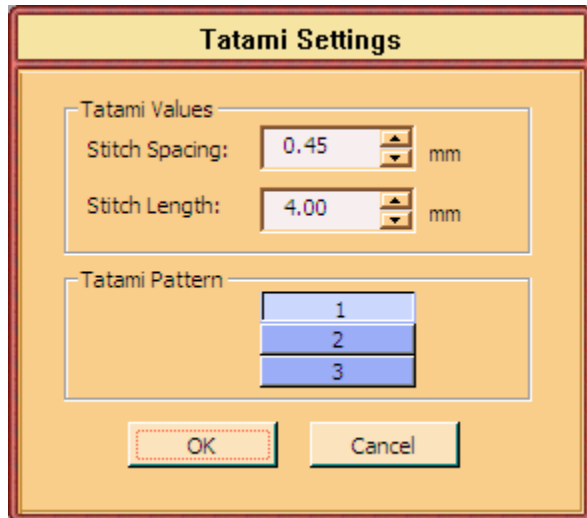 Tatami Settings
Tatami Values
Stitch Spacing: 0.45 mm
Stitch Length: 4.00 mm
Tatami Pattern
1
2
3
OK Cancel